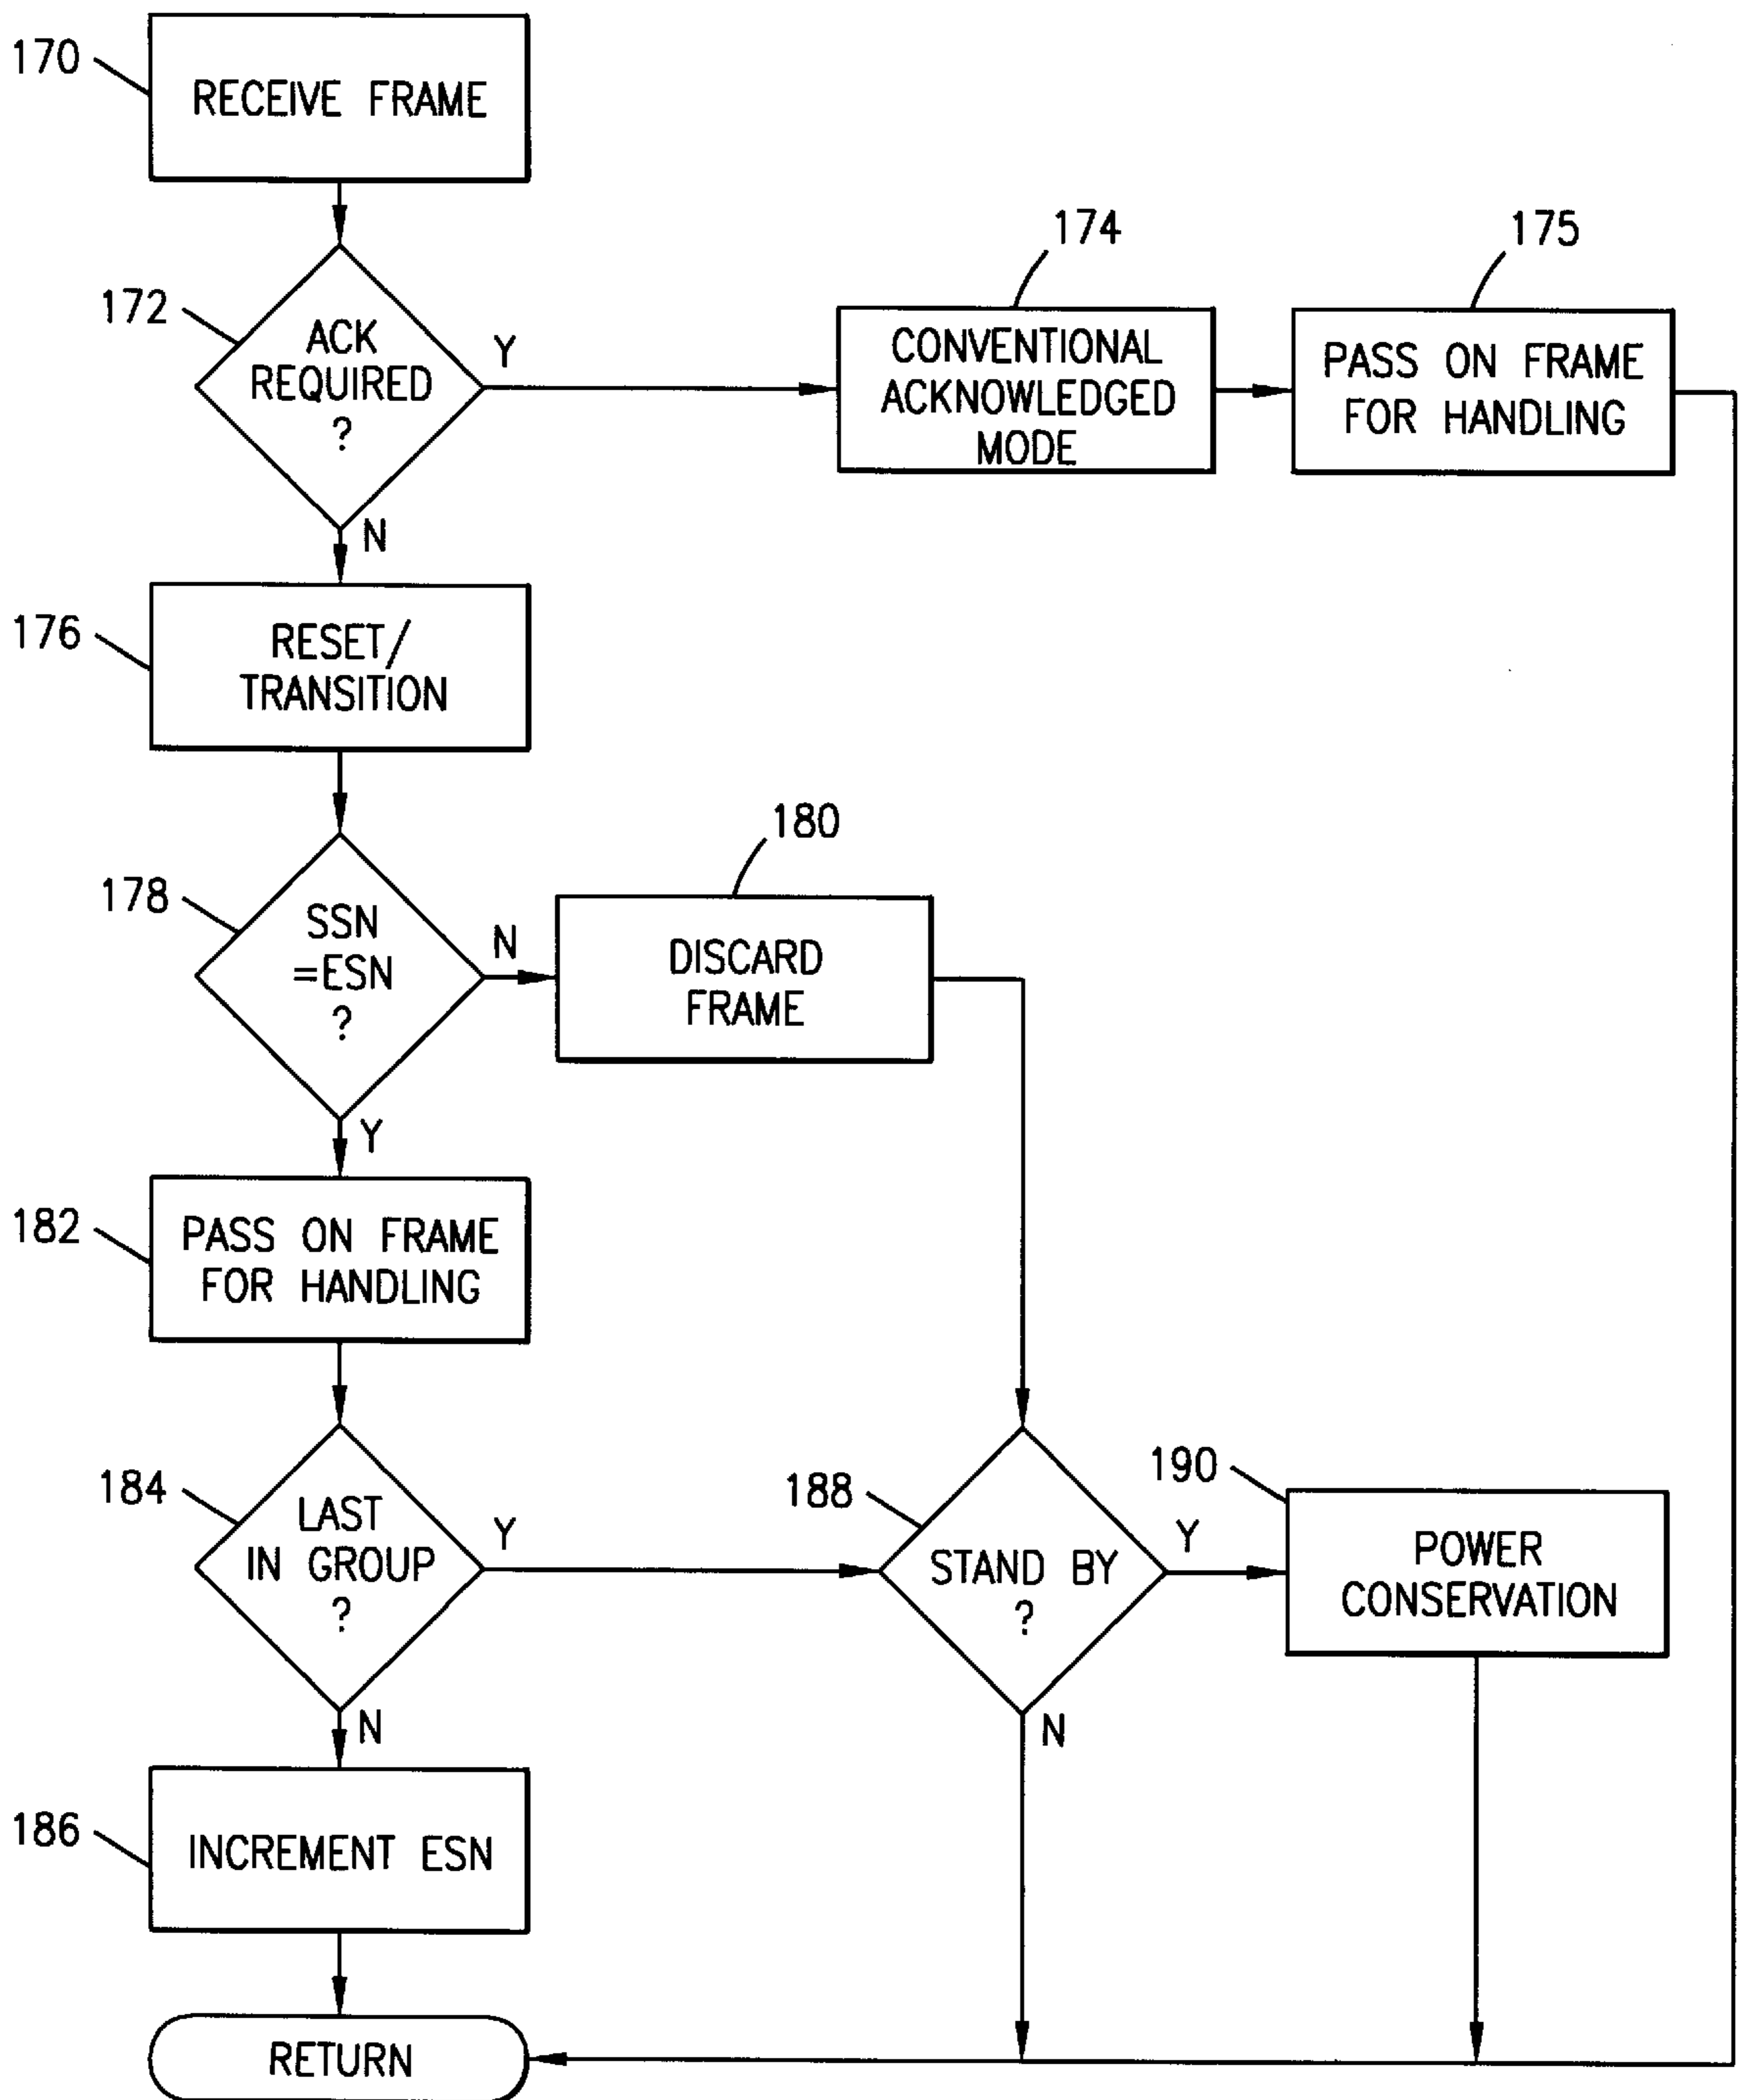 170
RECEIVE FRAME
172
ACK
REQUIRED
?
Y
N
174
CONVENTIONAL
ACKNOWLEDGED
MODE
175
PASS ON FRAME
FOR HANDLING
176
RESET/
TRANSITION
178
SSN
=ESN
?
N
Y
180
DISCARD
FRAME
182
PASS ON FRAME
FOR HANDLING
184
LAST
IN GROUP
?
Y
N
188
STAND BY
?
Y
N
190
POWER
CONSERVATION
186
INCREMENT ESN
RETURN